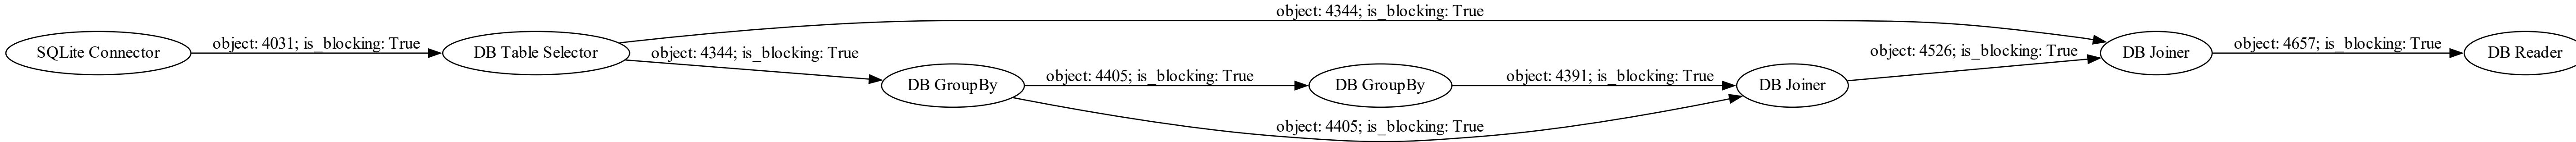 SQLite Connector
object: 4031; is_blocking: True
DB Table Selector
object: 4344; is_blocking: True
object: 4344; is_blocking: True
DB GroupBy
object: 4405; is_blocking: True
object: 4405; is_blocking: True
DB GroupBy
object: 4391; is_blocking: True
DB Joiner
object: 4526; is_blocking: True
DB Joiner
object: 4657; is_blocking: True
DB Reader